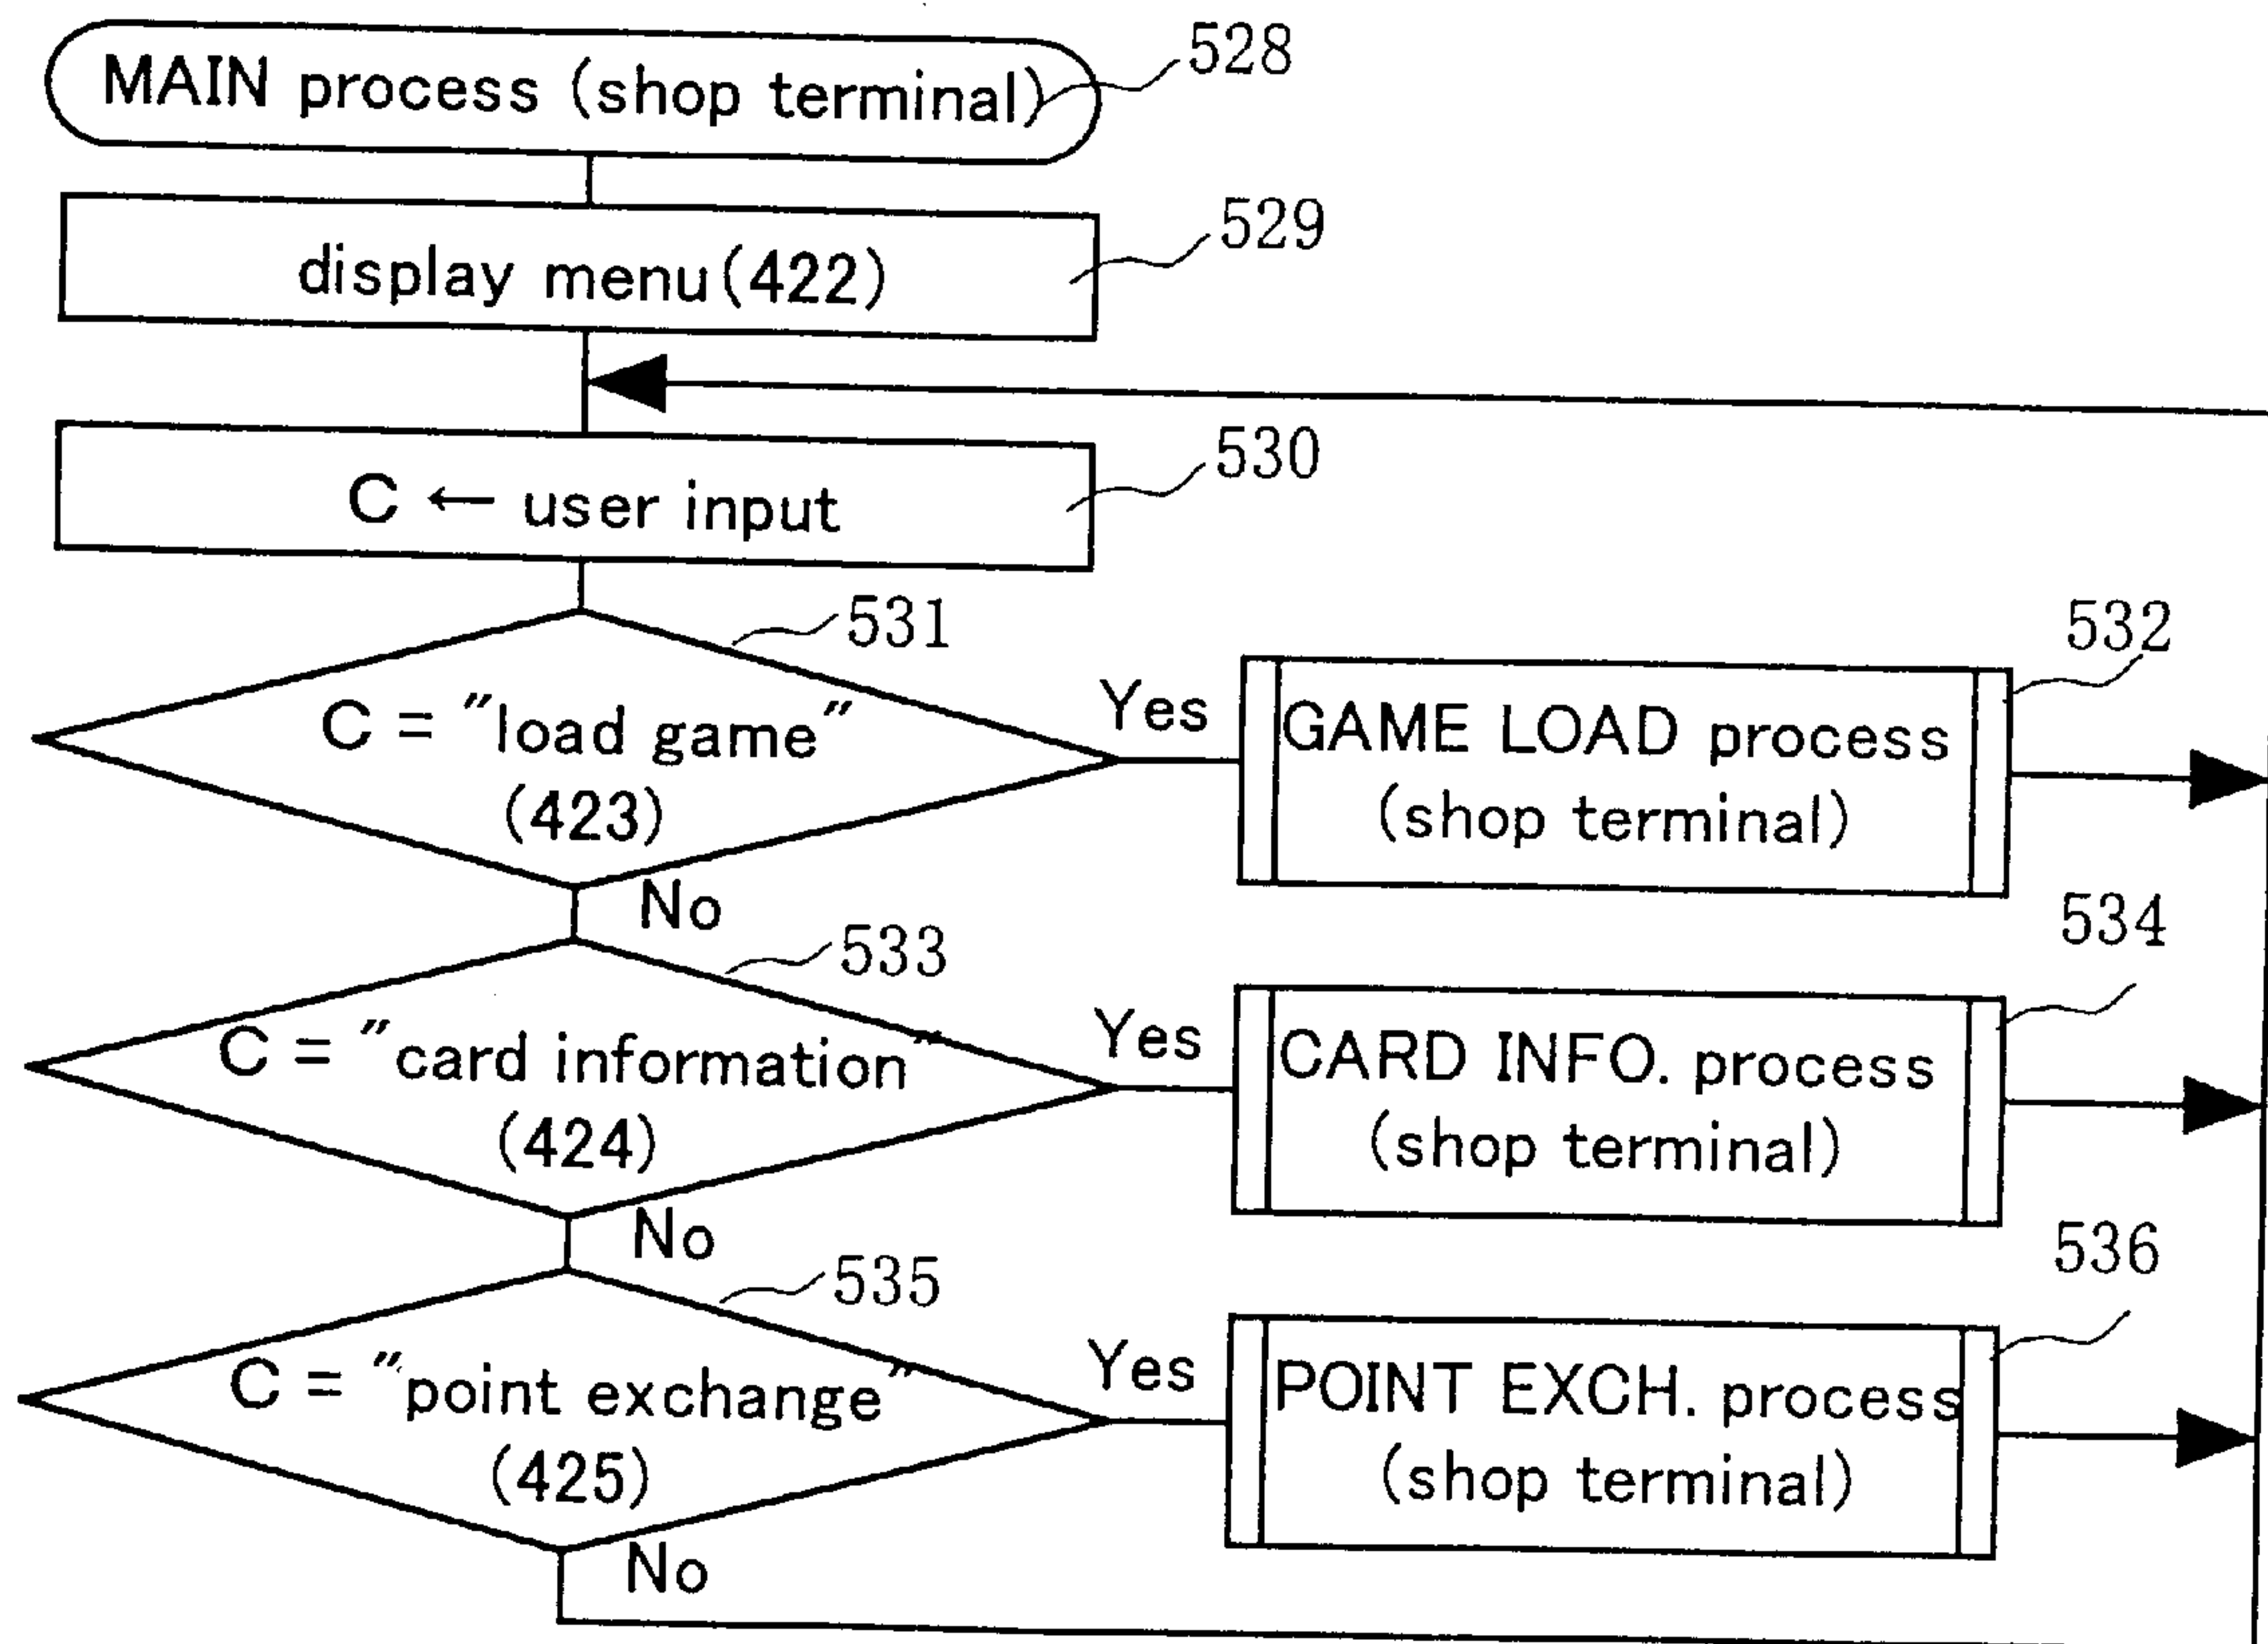 MAIN process (shop terminal)
528
display menu(422)
529
C ← user input
530
531
C = "load game"
(423)
Yes
532
GAME LOAD process
(shop terminal)
No
533
C = "card information"
(424)
Yes
534
CARD INFO. process
(shop terminal)
No
535
C = "point exchange"
(425)
Yes
536
POINT EXCH. process
(shop terminal)
No